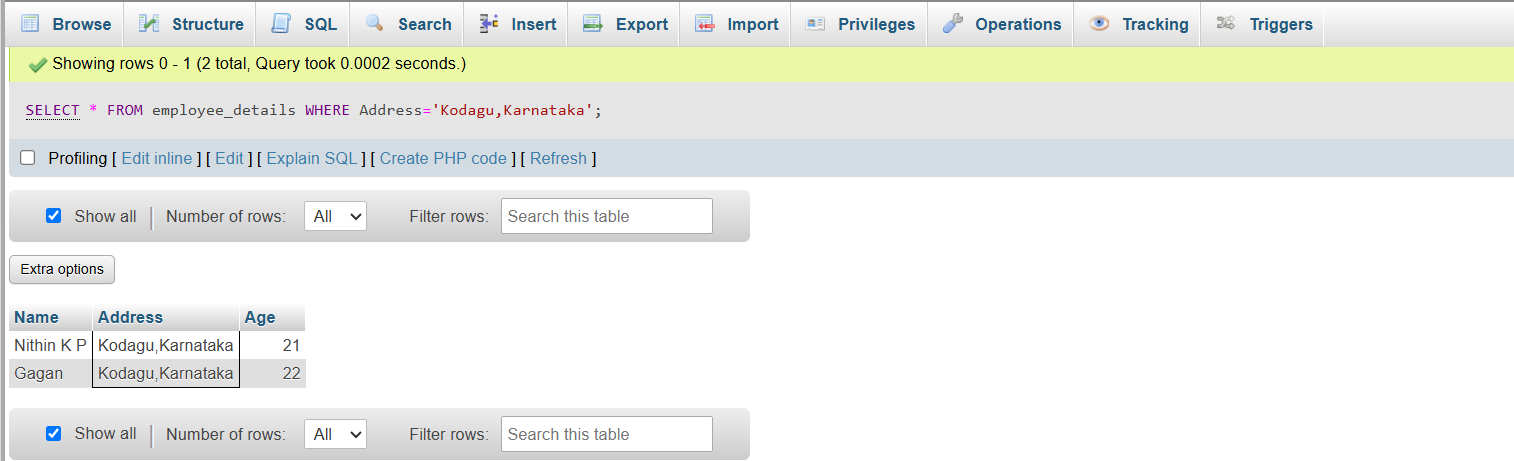 Browse Structure SQL Search Insert Export Import Privileges Operations Tracking Triggers
Showing rows 0 - 1 (2 total, Query took 0.0002 seconds.)
SELECT * FROM employee_details WHERE Address='Kodagu,Karnataka';
Profiling [ Edit inline ] [ Edit ] [ Explain SQL ] [ Create PHP code ] [ Refresh ]
Show all Number of rows: All Filter rows: Search this table
Extra options
Name Address Age
Nithin K P Kodagu,Karnataka 21
Gagan Kodagu,Karnataka 22
Show all Number of rows: All Filter rows: Search this table